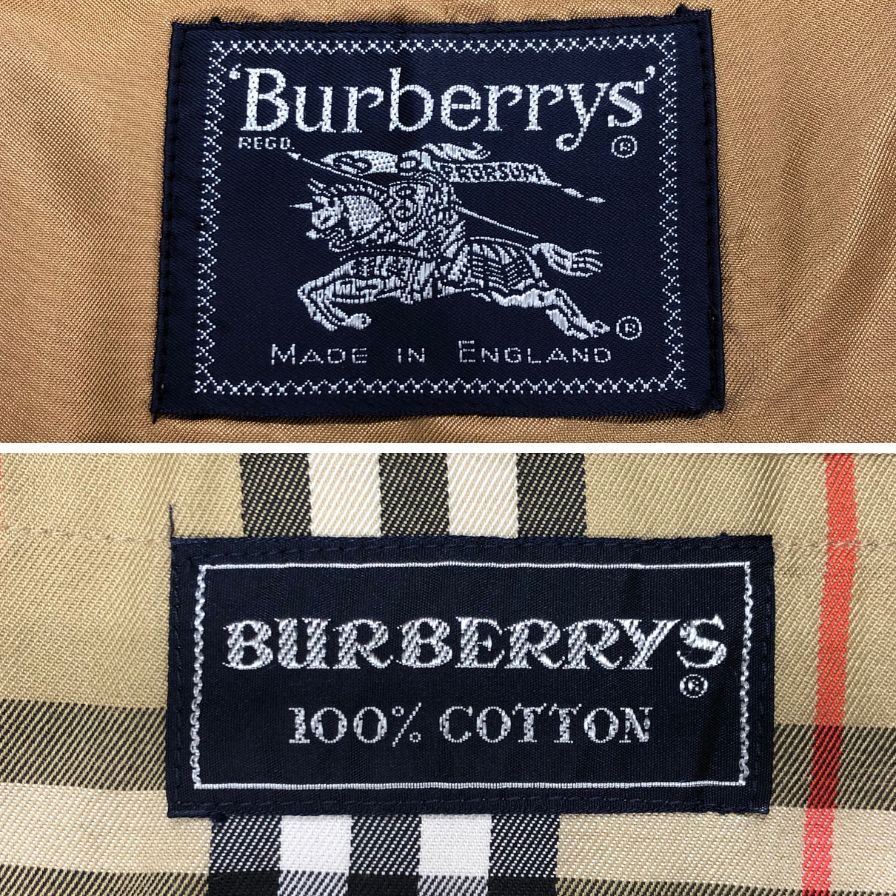 'Burberrys'
REGD. ®
PRORSUM
®
MADE IN ENGLAND
BURBERRYS
®
100% COTTON